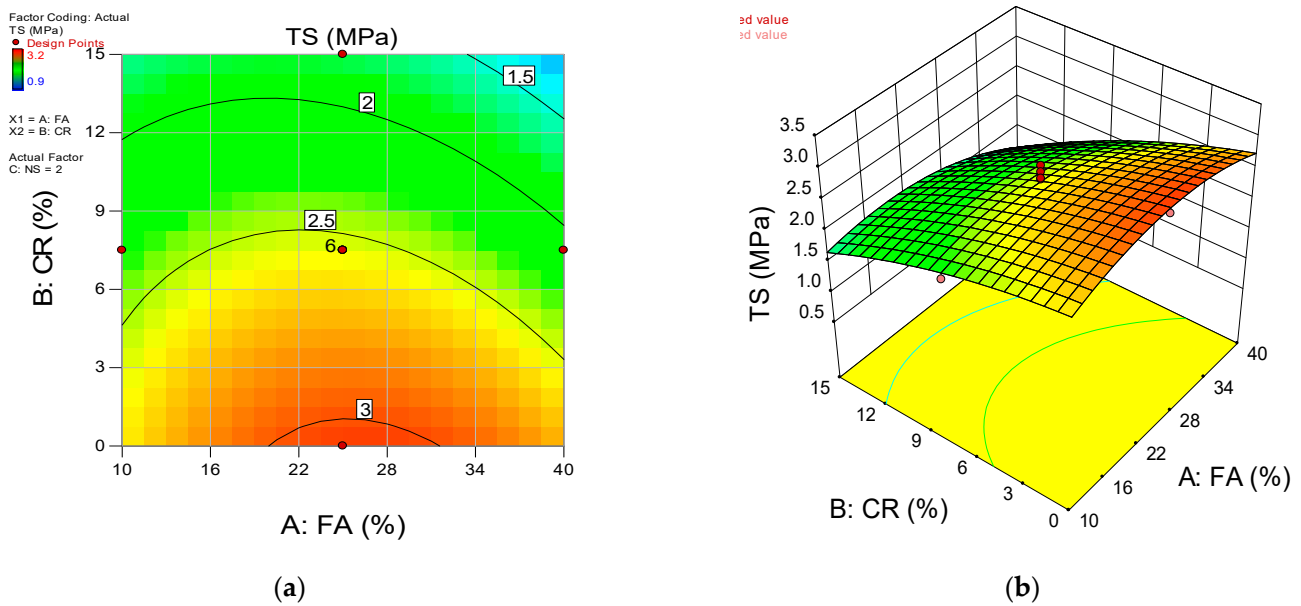 Factor Coding: Actual
TS (MPa)
Design Points
3.2
0.9
X1 = A: FA
X2 = B: CR
Actual Factor
C: NS = 2
TS (MPa)
15
12
9
6
3
0
B: CR (%)
10
16
22
28
34
40
A: FA (%)
1.5
2
2.5
6
3
(a)
ed value
ed value
3.5
3.0
2.5
2.0
1.5
1.0
0.5
TS (MPa)
15
12
9
6
3
0
B: CR (%)
10
16
22
28
34
40
A: FA (%)
(b)